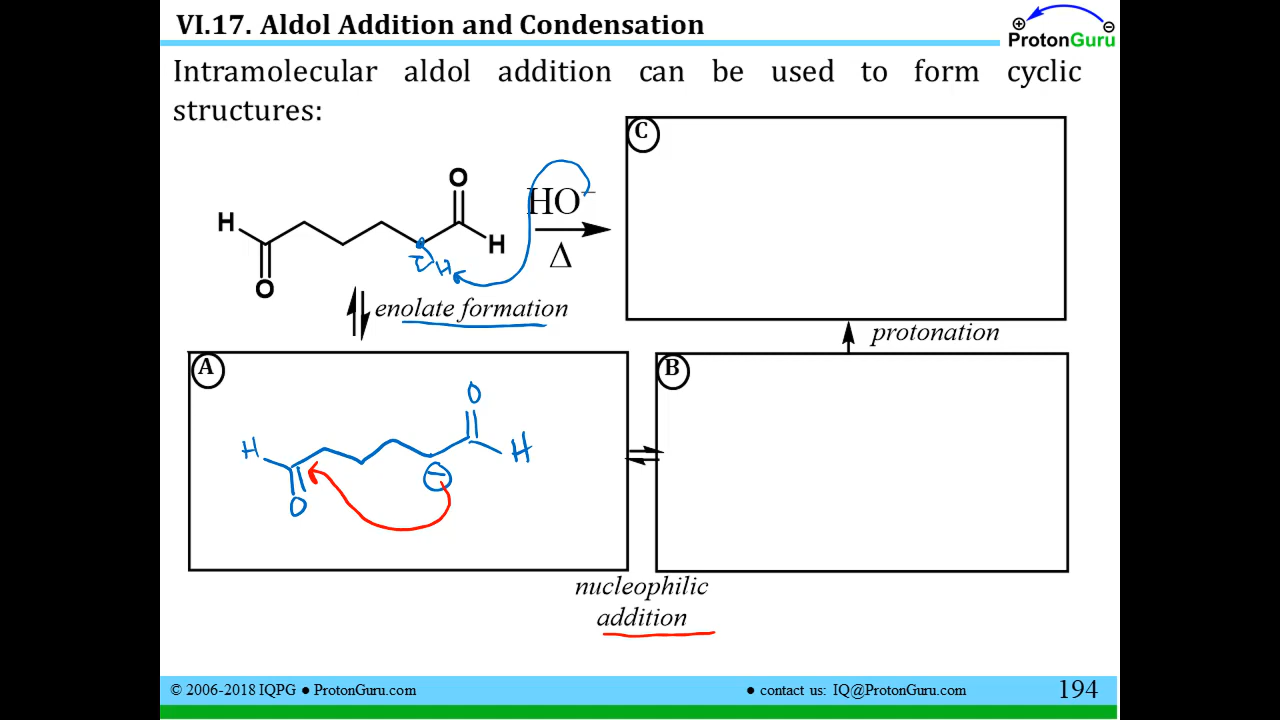 VI.17. Aldol Addition and Condensation
⊕ ⊖
ProtonGuru
Intramolecular aldol addition can be used to form cyclic
structures:
C
O
H
HO⁻
H
H
O
Δ
enolate formation
protonation
A
B
O
H
H
⊖
O
nucleophilic
addition
© 2006-2018 IQPG ● ProtonGuru.com
● contact us: IQ@ProtonGuru.com
194